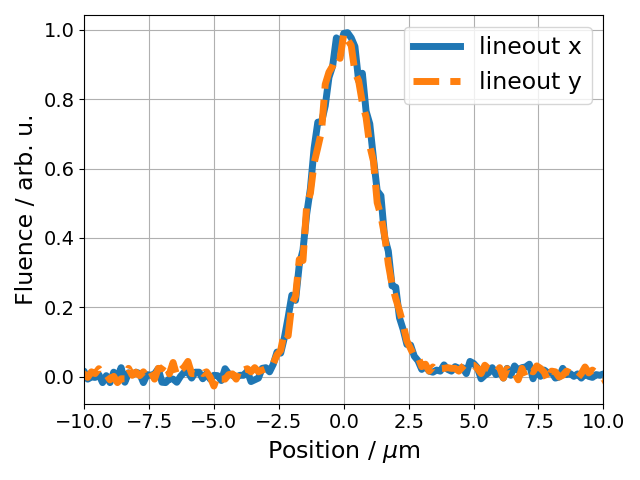 1.0
0.8
0.6
0.4
0.2
0.0
Fluence / arb. u.
lineout x
lineout y
−10.0 −7.5 −5.0 −2.5 0.0 2.5 5.0 7.5 10.0
Position / μm